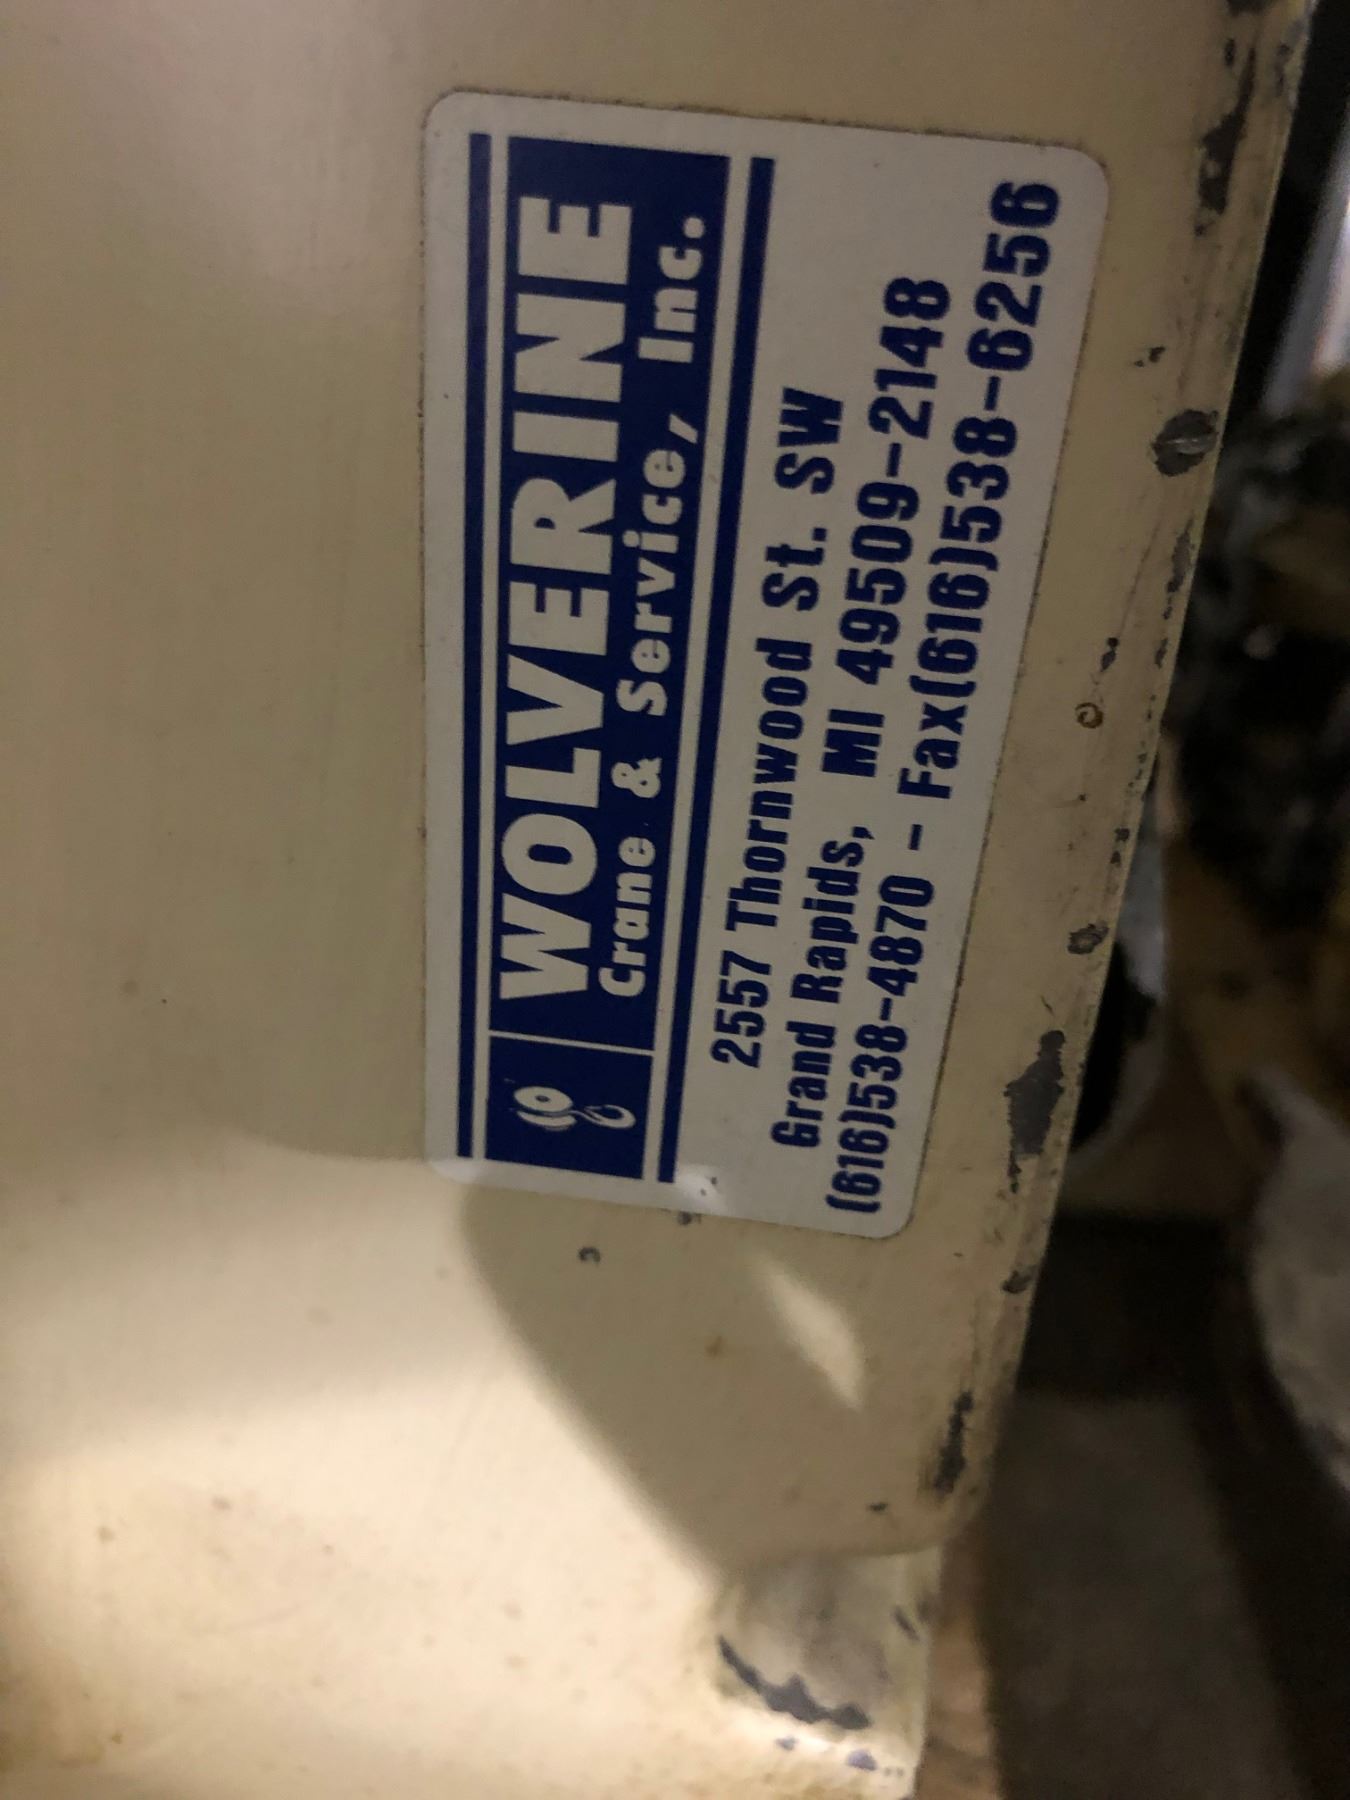 WOLVERINE
Crane & Service, Inc.
2557 Thornwood St. SW
Grand Rapids, MI 49509-2148
(616)538-4870 - Fax(616)538-6256